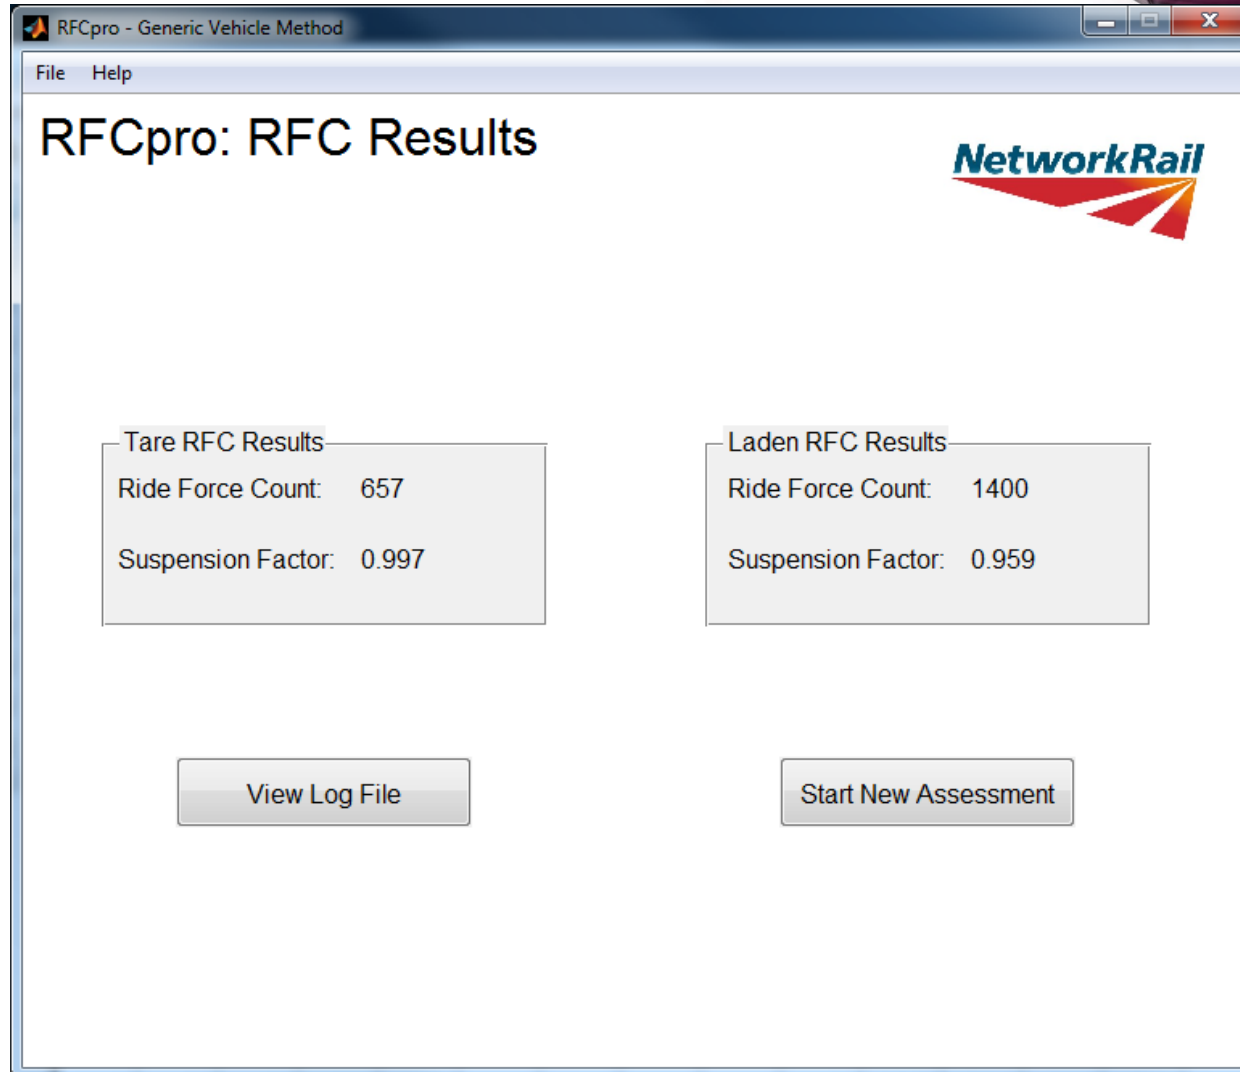 RFCpro - Generic Vehicle Method
File Help
RFCpro: RFC Results
NetworkRail
Tare RFC Results
Ride Force Count: 657
Suspension Factor: 0.997
Laden RFC Results
Ride Force Count: 1400
Suspension Factor: 0.959
View Log File
Start New Assessment